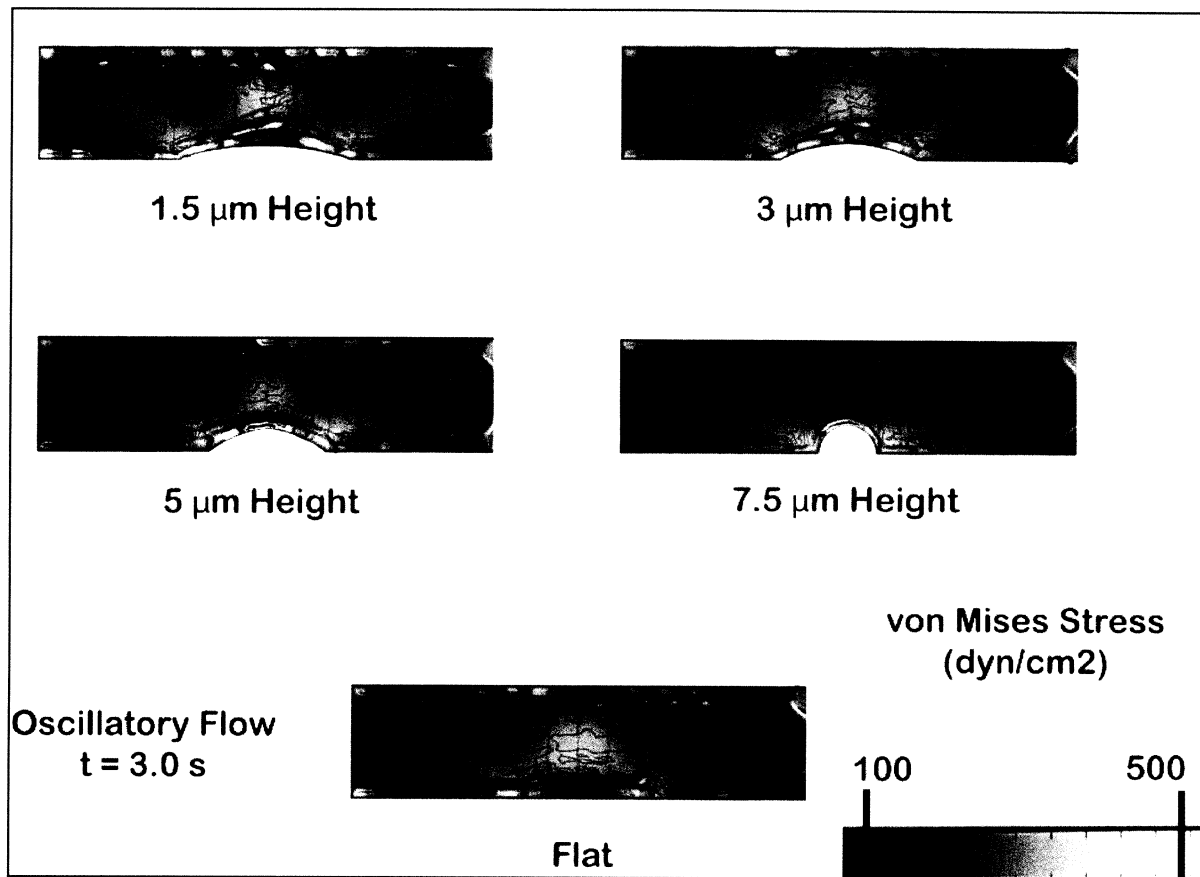 1.5 μm Height
3 μm Height
5 μm Height
7.5 μm Height
von Mises Stress
(dyn/cm2)
Oscillatory Flow
t = 3.0 s
100
500
Flat